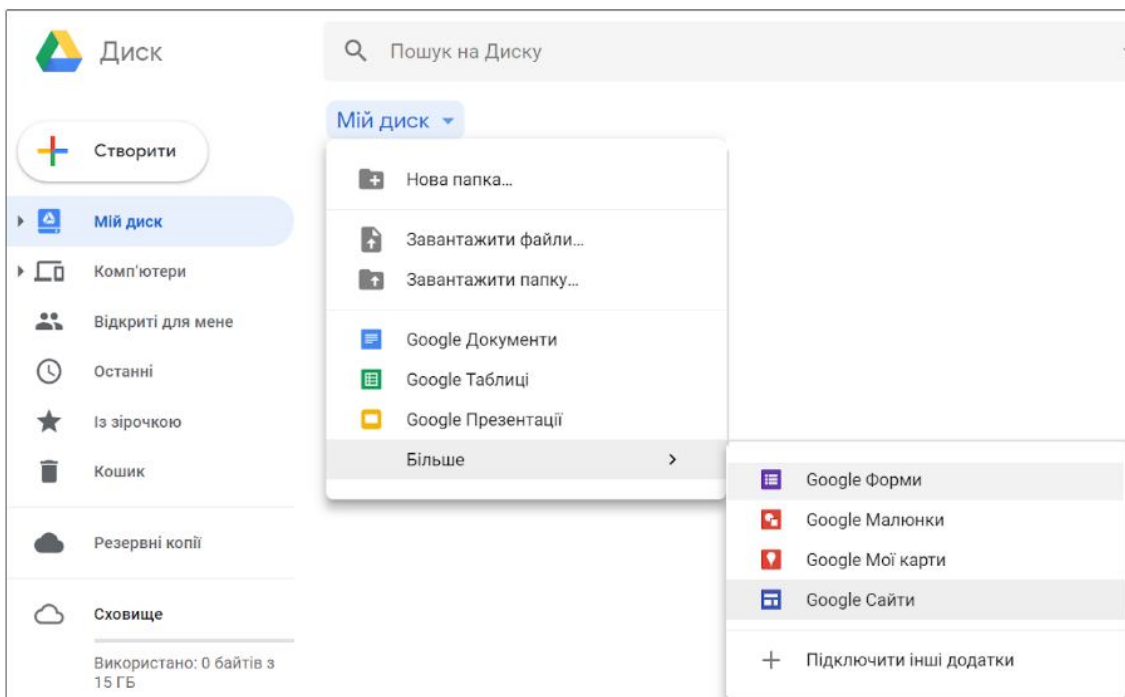 Диск
Пошук на Диску
Створити
Мій диск
Комп'ютери
Відкриті для мене
Останні
Із зірочкою
Кошик
Резервні копії
Сховище
Використано: 0 байтів з
15 ГБ
Мій диск
Нова папка...
Завантажити файли...
Завантажити папку...
Google Документи
Google Таблиці
Google Презентації
Більше
Google Форми
Google Малюнки
Google Мої карти
Google Сайти
Підключити інші додатки